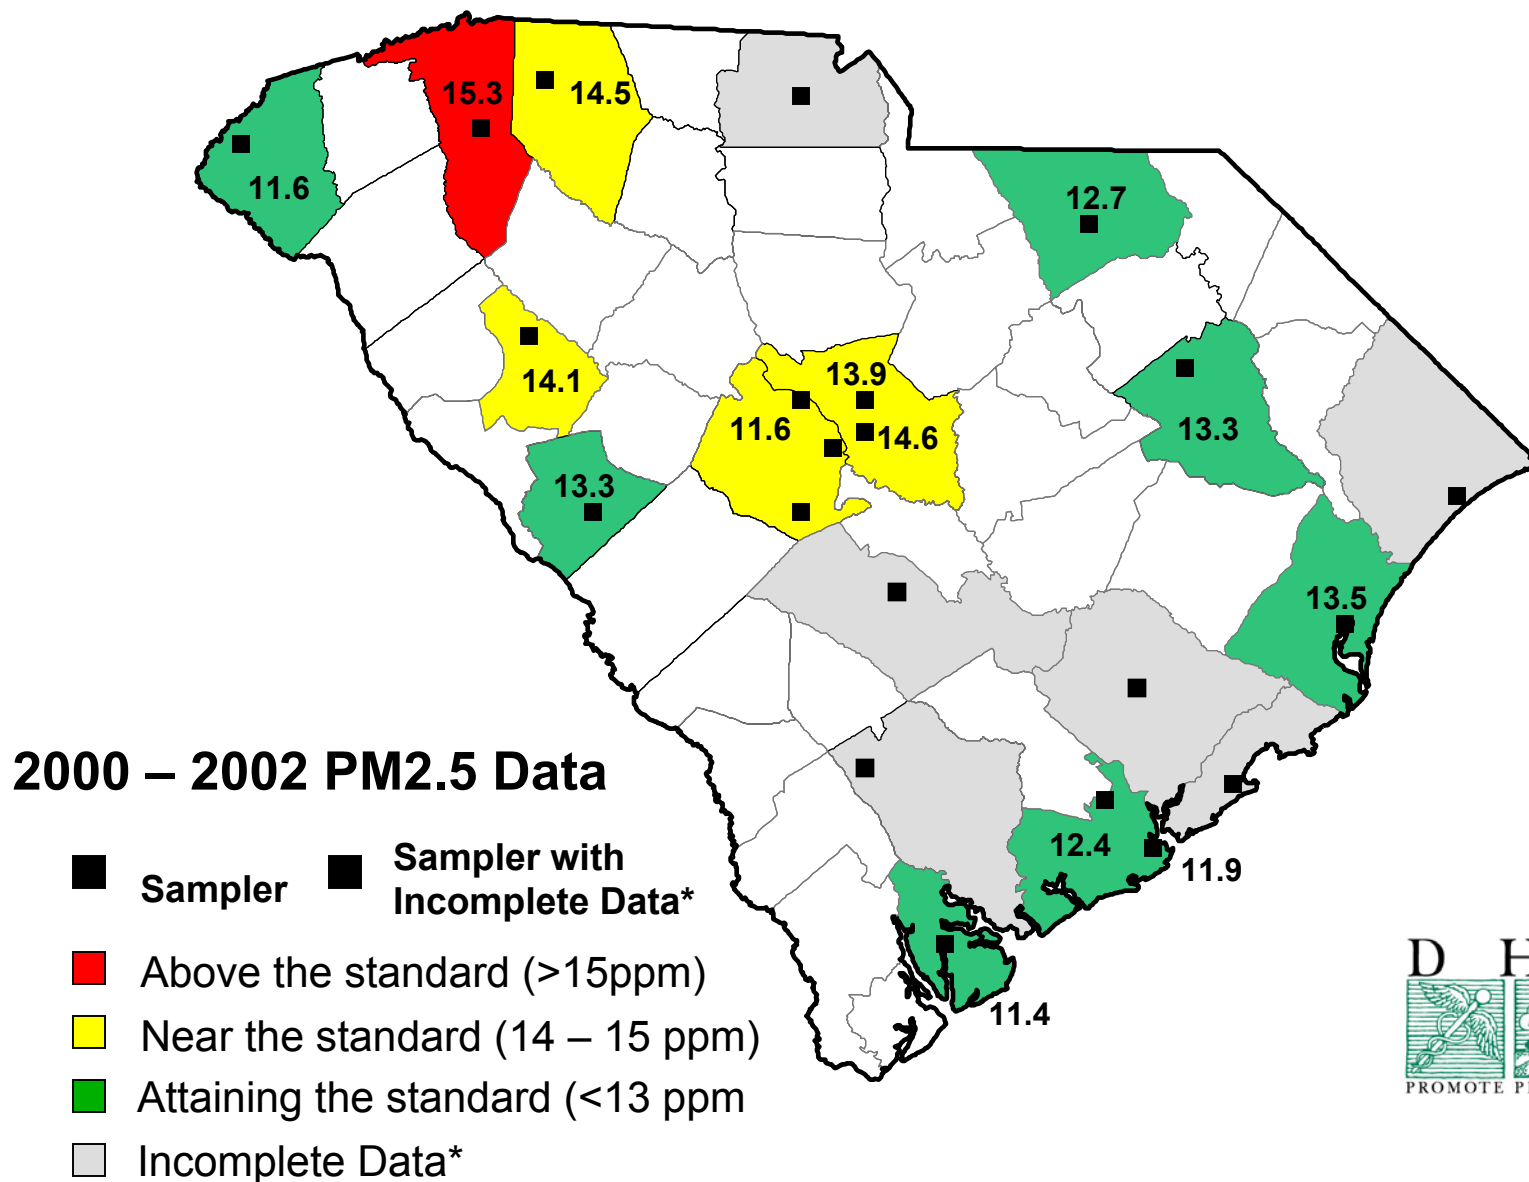 15.3
14.5
11.6
12.7
14.1
13.9
11.6
14.6
13.3
13.3
13.5
2000 – 2002 PM2.5 Data
12.4
11.9
Sampler
Sampler with
Incomplete Data*
Above the standard (>15ppm)
11.4
Near the standard (14 – 15 ppm)
Attaining the standard (<13 ppm
Incomplete Data*
D H
PROMOTE